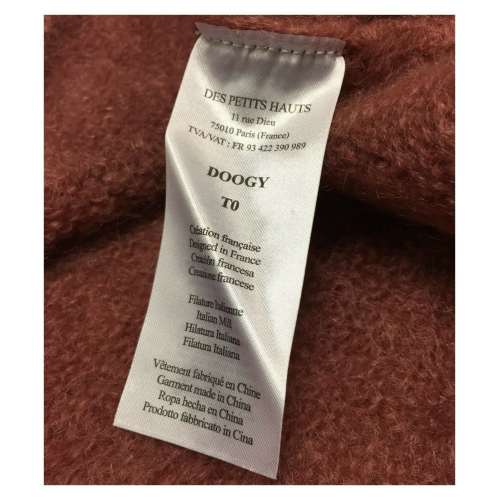 DES PETITS HAUTS
11 rue Dieu
75010 Paris (France)
TVA/VAT : FR 93 422 390 989
DOOGY
T0
Création française
Designed in France
Creación francesa
Creazone francese
Filature Italienne
Italian Mill
Hilatura Italiana
Filatura Italiana
Vêtement fabriqué en Chine
Garment made in China
Ropa hecha en China
Prodotto fabbricato in Cina